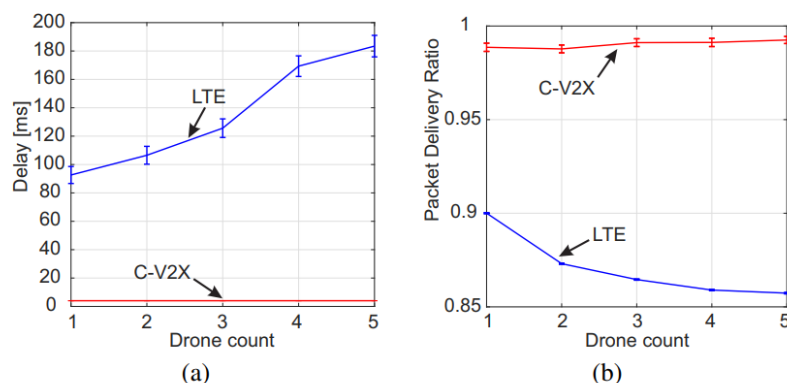 200
180
160
140
120
100
80
60
40
20
0
Delay [ms]
LTE
C-V2X
1 2 3 4 5
Drone count
(a)
1
0.95
0.9
0.85
Packet Delivery Ratio
C-V2X
LTE
1 2 3 4 5
Drone count
(b)